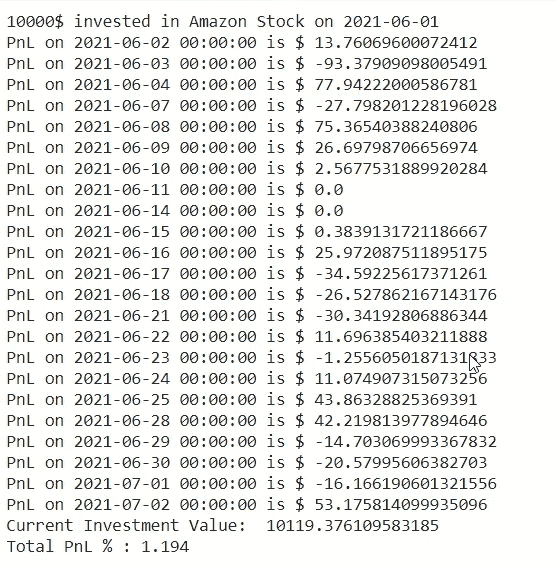 10000$ invested in Amazon Stock on 2021-06-01
PnL on 2021-06-02 00:00:00 is $ 13.76069600072412
PnL on 2021-06-03 00:00:00 is $ -93.37909098005491
PnL on 2021-06-04 00:00:00 is $ 77.94222000586781
PnL on 2021-06-07 00:00:00 is $ -27.798201228196028
PnL on 2021-06-08 00:00:00 is $ 75.36540388240806
PnL on 2021-06-09 00:00:00 is $ 26.69798706656974
PnL on 2021-06-10 00:00:00 is $ 2.5677531889920284
PnL on 2021-06-11 00:00:00 is $ 0.0
PnL on 2021-06-14 00:00:00 is $ 0.0
PnL on 2021-06-15 00:00:00 is $ 0.3839131721186667
PnL on 2021-06-16 00:00:00 is $ 25.972087511895175
PnL on 2021-06-17 00:00:00 is $ -34.59225617371261
PnL on 2021-06-18 00:00:00 is $ -26.527862167143176
PnL on 2021-06-21 00:00:00 is $ -30.34192806886344
PnL on 2021-06-22 00:00:00 is $ 11.696385403211888
PnL on 2021-06-23 00:00:00 is $
PnL on 2021-06-24 00:00:00 is $ 11.074907315073256
PnL on 2021-06-25 00:00:00 is $ 43.86328825369391
PnL on 2021-06-28 00:00:00 is $ 42.219813977894646
PnL on 2021-06-29 00:00:00 is $ -14.703069993367832
PnL on 2021-06-30 00:00:00 is $ -20.57995606382703
PnL on 2021-07-01 00:00:00 is $ -16.166190601321556
PnL on 2021-07-02 00:00:00 is $ 53.175814099935096
Current Investment Value:  10119.376109583185
Total PnL % : 1.194